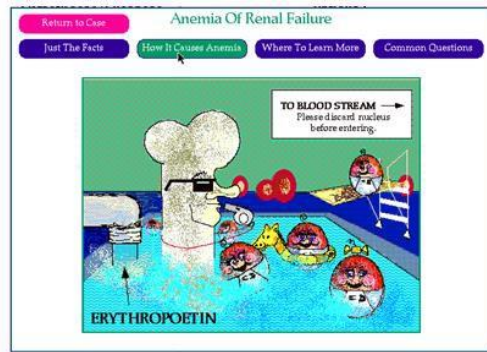 Anemia Of Renal Failure
Return to Case
Just The Facts
How It Causes Anemia
Where To Learn More
Common Questions
TO BLOOD STREAM
Please discard nucleus
before entering.
ERYTHROPOETIN